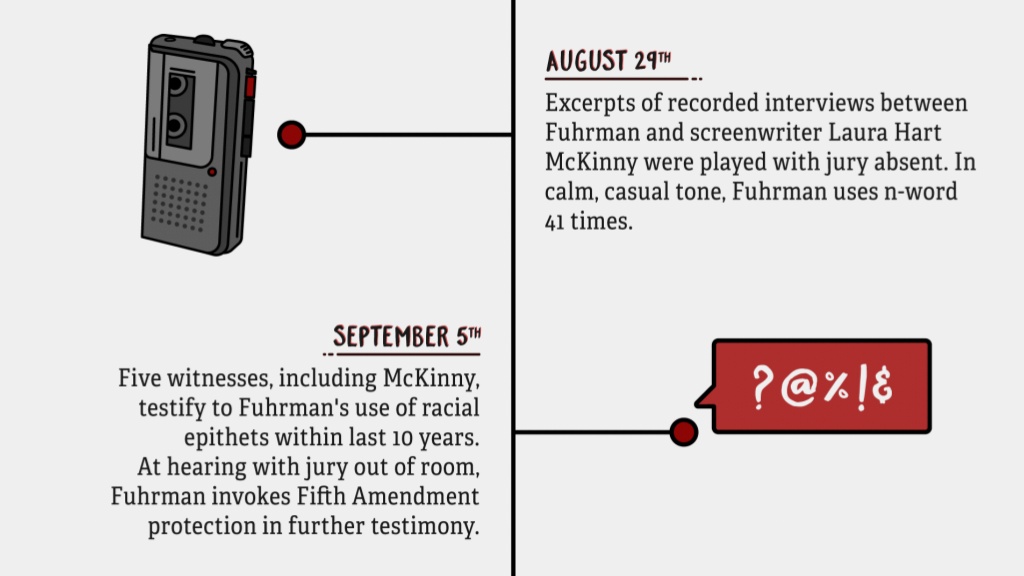 AUGUST 29TH
Excerpts of recorded interviews between
Fuhrman and screenwriter Laura Hart
McKinny were played with jury absent. In
calm, casual tone, Fuhrman uses n-word
41 times.
SEPTEMBER 5TH
Five witnesses, including McKinny,
testify to Fuhrman's use of racial
epithets within last 10 years.
At hearing with jury out of room,
Fuhrman invokes Fifth Amendment
protection in further testimony.
?@%!&